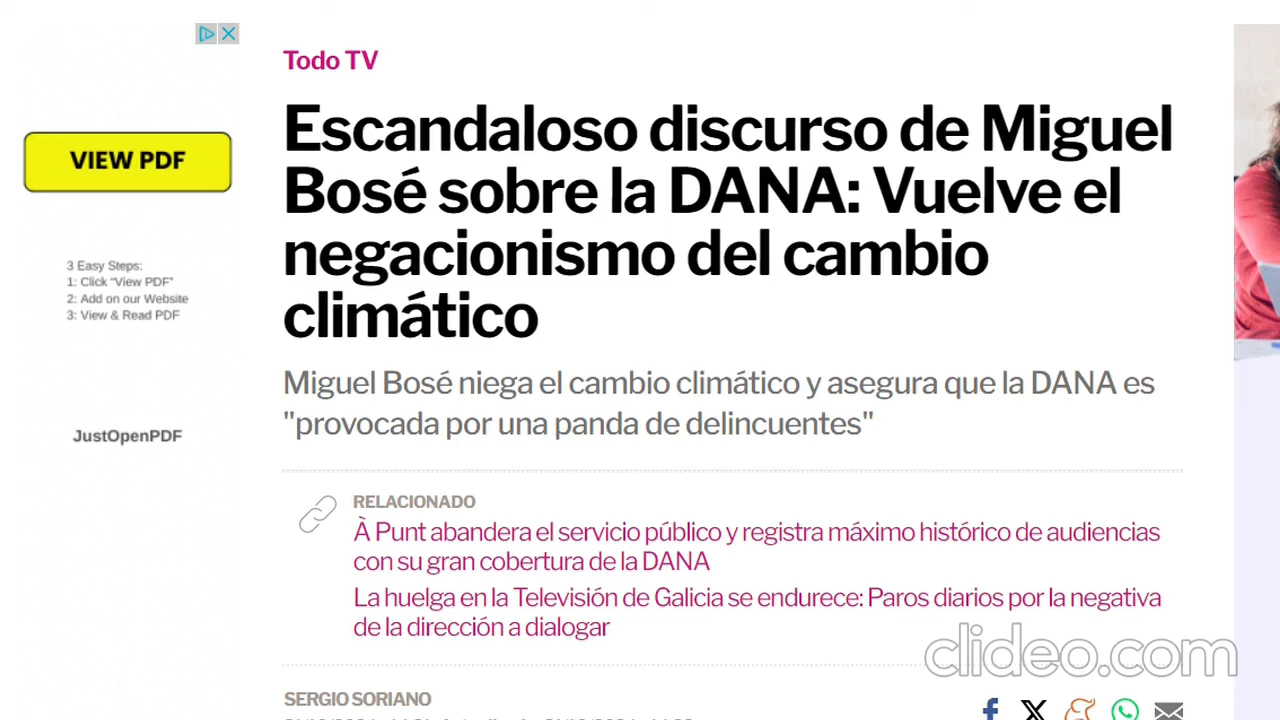 Todo TV
Escandaloso discurso de Miguel
Bosé sobre la DANA: Vuelve el
negacionismo del cambio
climático
Miguel Bosé niega el cambio climático y asegura que la DANA es
"provocada por una panda de delincuentes"
RELACIONADO
À Punt abandera el servicio público y registra máximo histórico de audiencias
con su gran cobertura de la DANA
La huelga en la Televisión de Galicia se endurece: Paros diarios por la negativa
de la dirección a dialogar
SERGIO SORIANO
VIEW PDF
3 Easy Steps:
1: Click "View PDF"
2: Add on our Website
3: View & Read PDF
JustOpenPDF
clideo.com